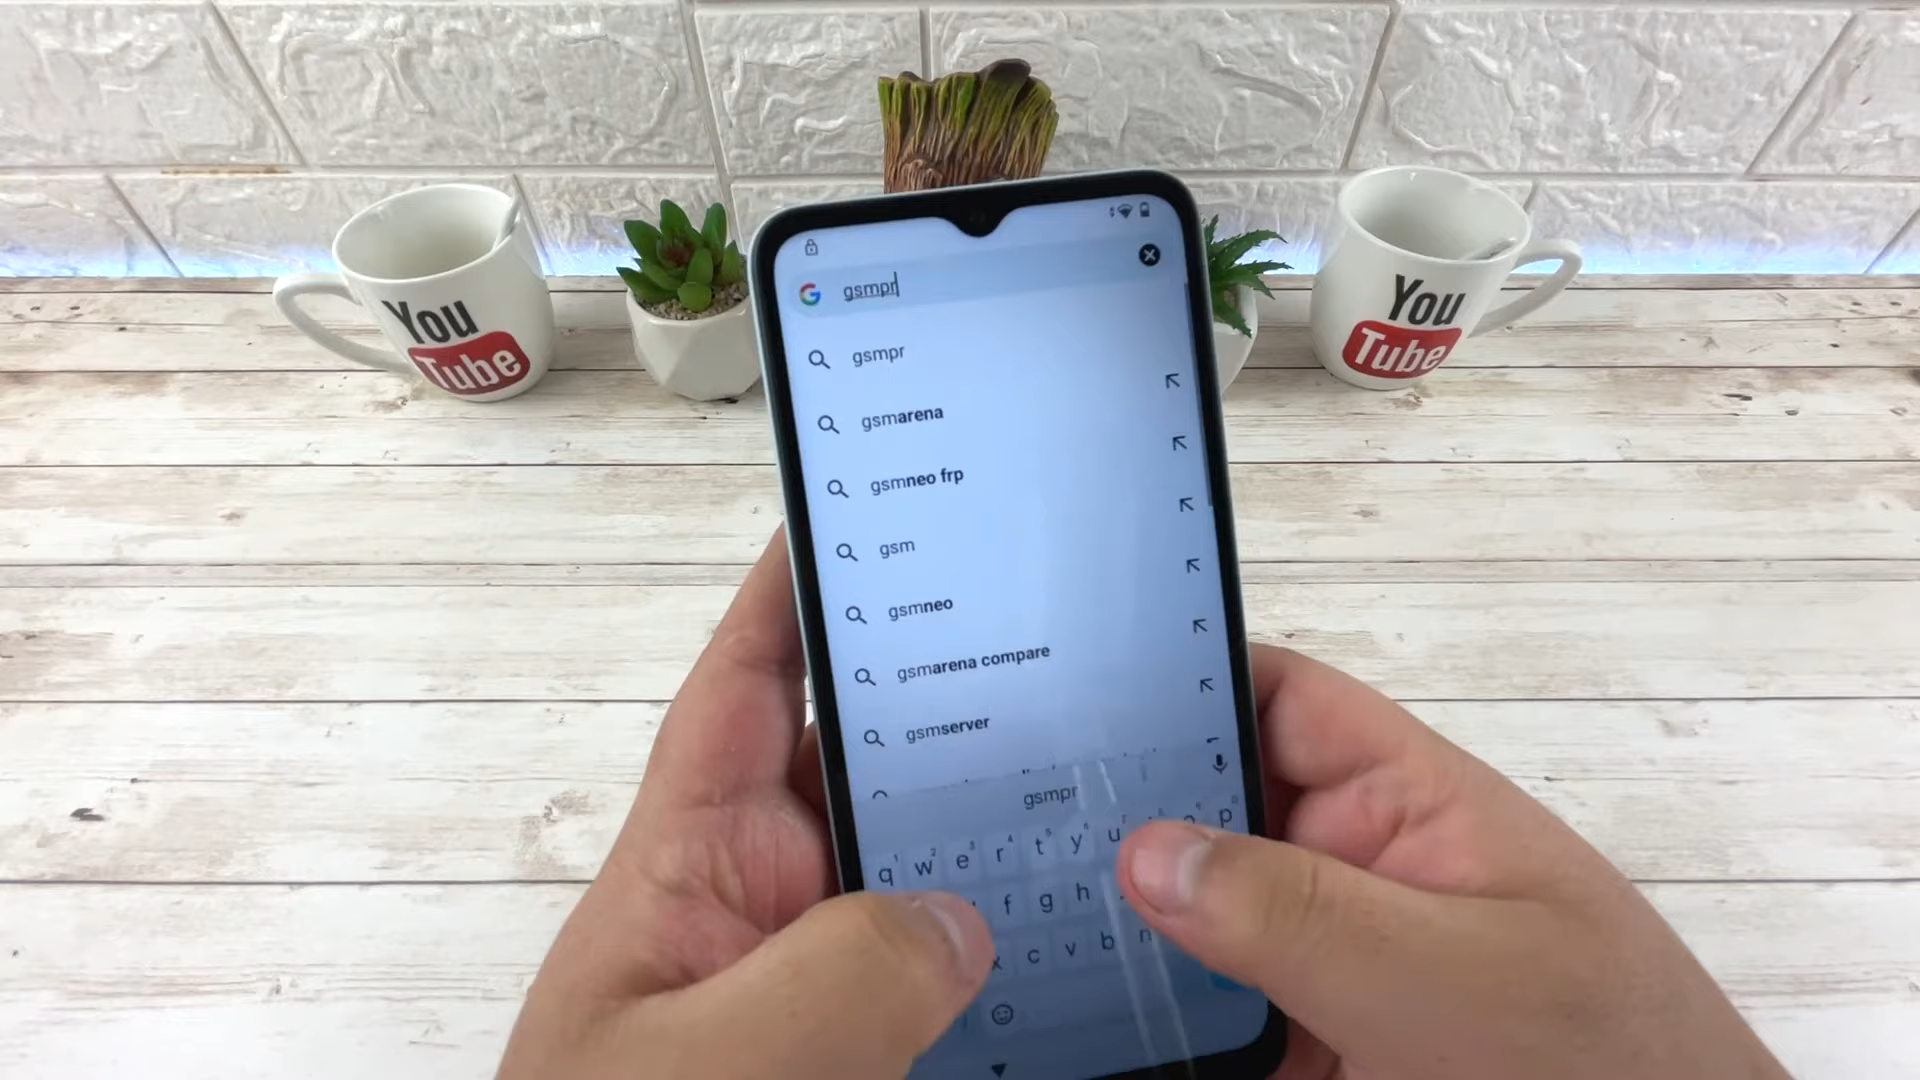 You
Tube
You
Tube
gsmpr
gsmpr
gsmarena
gsmneo frp
gsm
gsmneo
gsmarena compare
gsmserver
gsmpr
q w e r t y u p
f g h
x c v b n